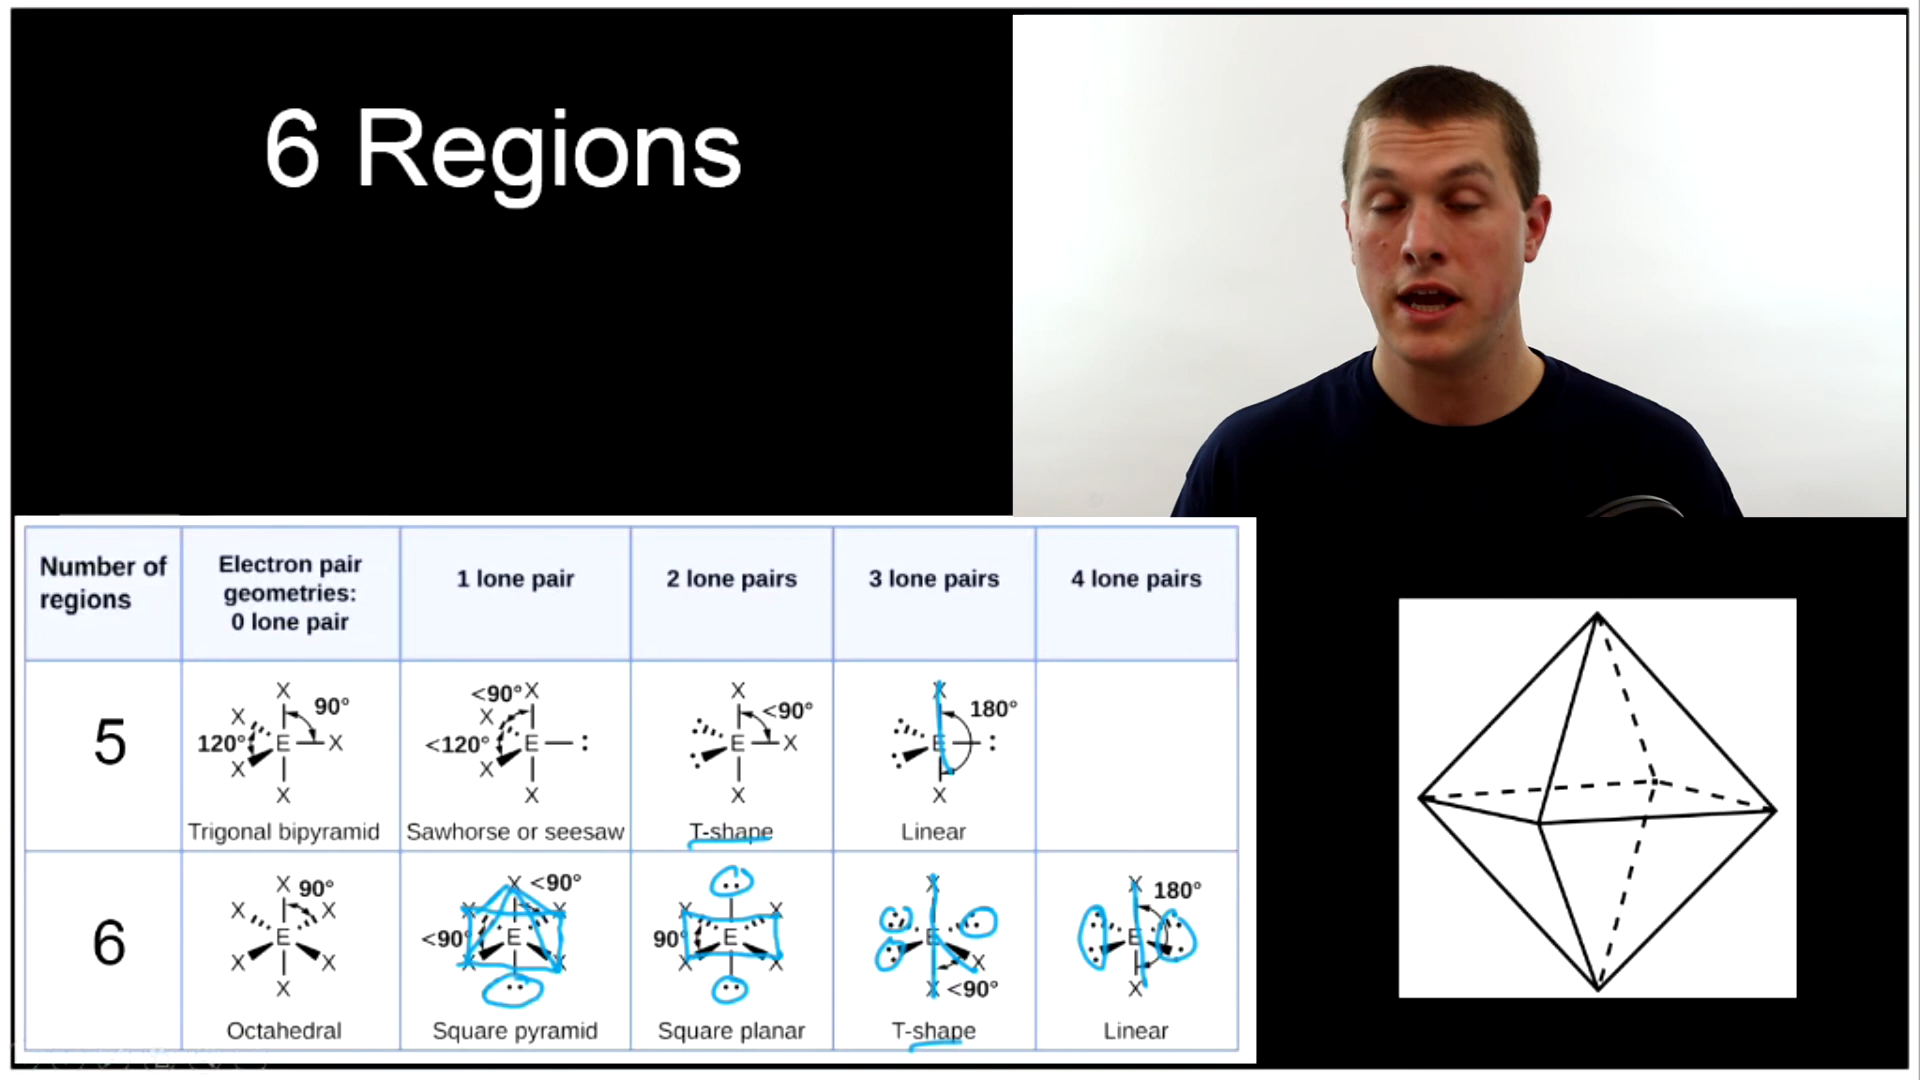 6 Regions
Number of regions
Electron pair geometries: 0 lone pair
1 lone pair
2 lone pairs
3 lone pairs
4 lone pairs
5
X
90°
X
120°
E
X
X
X
Trigonal bipyramid
<90°
X
X
<120°
E
:
X
X
Sawhorse or seesaw
X
<90°
E
X
X
T-shape
X
180°
E
:
X
Linear
6
X
90°
X
X
E
X
X
X
Octahedral
X
<90°
X
X
<90°
E
X
X
Square pyramid
X
X
90°
E
X
X
Square planar
X
E
X
X
<90°
T-shape
X
180°
E
X
Linear